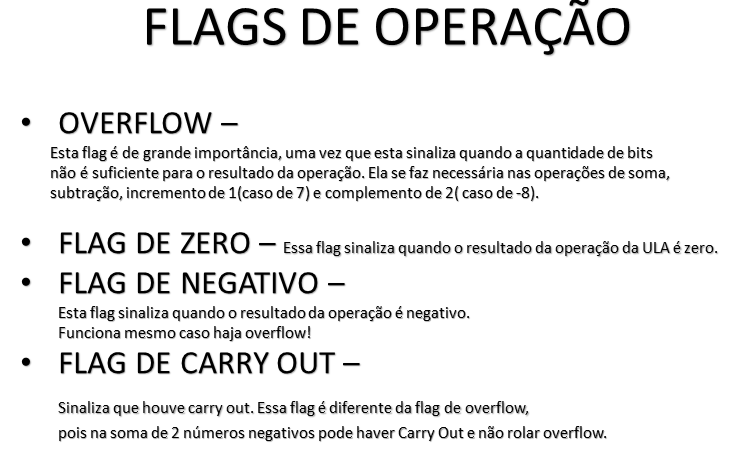 FLAGS DE OPERAÇÃO
• OVERFLOW –
Esta flag é de grande importância, uma vez que esta sinaliza quando a quantidade de bits
não é suficiente para o resultado da operação. Ela se faz necessária nas operações de soma,
subtração, incremento de 1(caso de 7) e complemento de 2( caso de -8).
• FLAG DE ZERO – Essa flag sinaliza quando o resultado da operação da ULA é zero.
• FLAG DE NEGATIVO –
Esta flag sinaliza quando o resultado da operação é negativo.
Funciona mesmo caso haja overflow!
• FLAG DE CARRY OUT –
Sinaliza que houve carry out. Essa flag é diferente da flag de overflow,
pois na soma de 2 números negativos pode haver Carry Out e não rolar overflow.